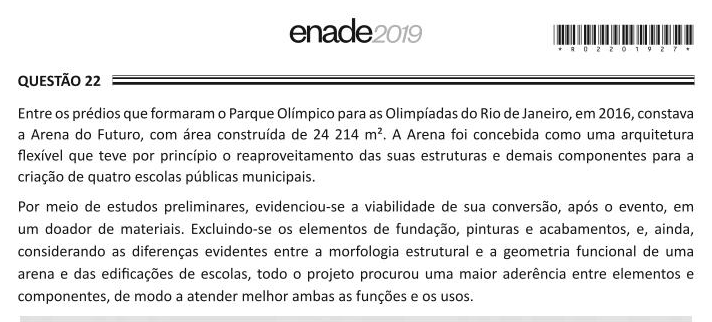 enade2019
*R0220192​7*
QUESTÃO 22
Entre os prédios que formaram o Parque Olímpico para as Olimpíadas do Rio de Janeiro, em 2016, constava
a Arena do Futuro, com área construída de 24 214 m². A Arena foi concebida como uma arquitetura
flexível que teve por princípio o reaproveitamento das suas estruturas e demais componentes para a
criação de quatro escolas públicas municipais.
Por meio de estudos preliminares, evidenciou-se a viabilidade de sua conversão, após o evento, em
um doador de materiais. Excluindo-se os elementos de fundação, pinturas e acabamentos, e, ainda,
considerando as diferenças evidentes entre a morfologia estrutural e a geometria funcional de uma
arena e das edificações de escolas, todo o projeto procurou uma maior aderência entre elementos e
componentes, de modo a atender melhor ambas as funções e os usos.